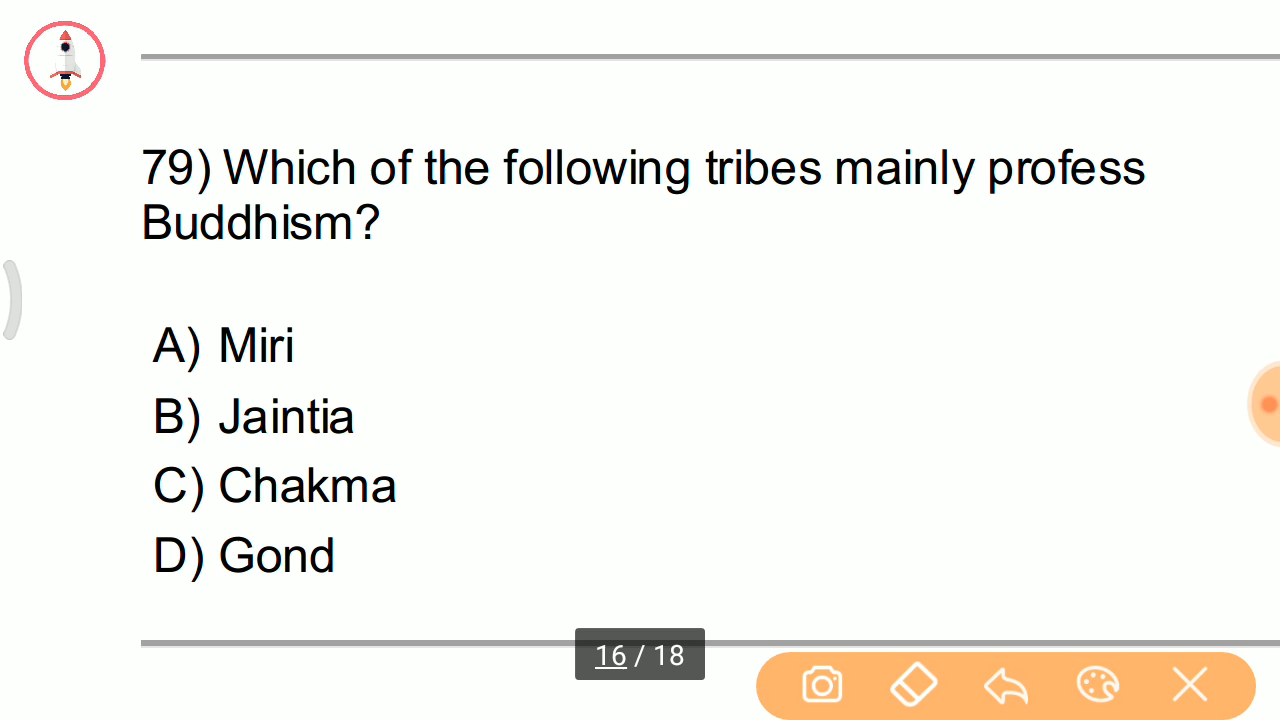 79) Which of the following tribes mainly profess
Buddhism?
A) Miri
B) Jaintia
C) Chakma
D) Gond
16 / 18